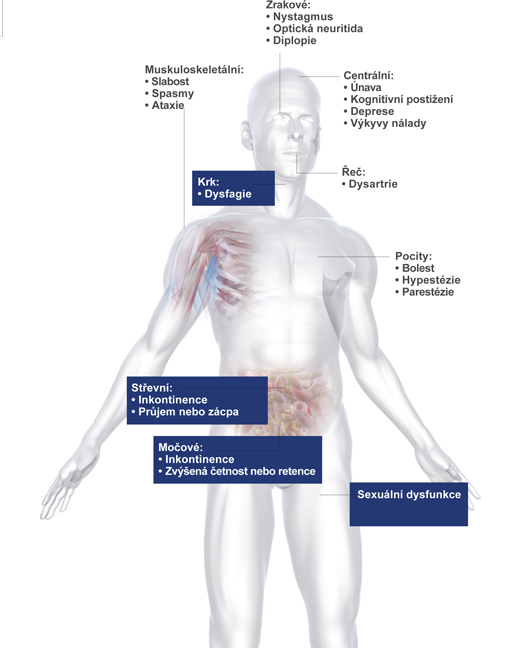 Zrakové:
• Nystagmus
• Optická neuritida
• Diplopie
Muskuloskeletální:
• Slabost
• Spasmy
• Ataxie
Centrální:
• Únava
• Kognitivní postižení
• Deprese
• Výkyvy nálady
Řeč:
• Dysartrie
Krk:
• Dysfagie
Pocity:
• Bolest
• Hypestézie
• Parestézie
Střevní:
• Inkontinence
• Průjem nebo zácpa
Močové:
• Inkontinence
• Zvýšená četnost nebo retence
Sexuální dysfunkce